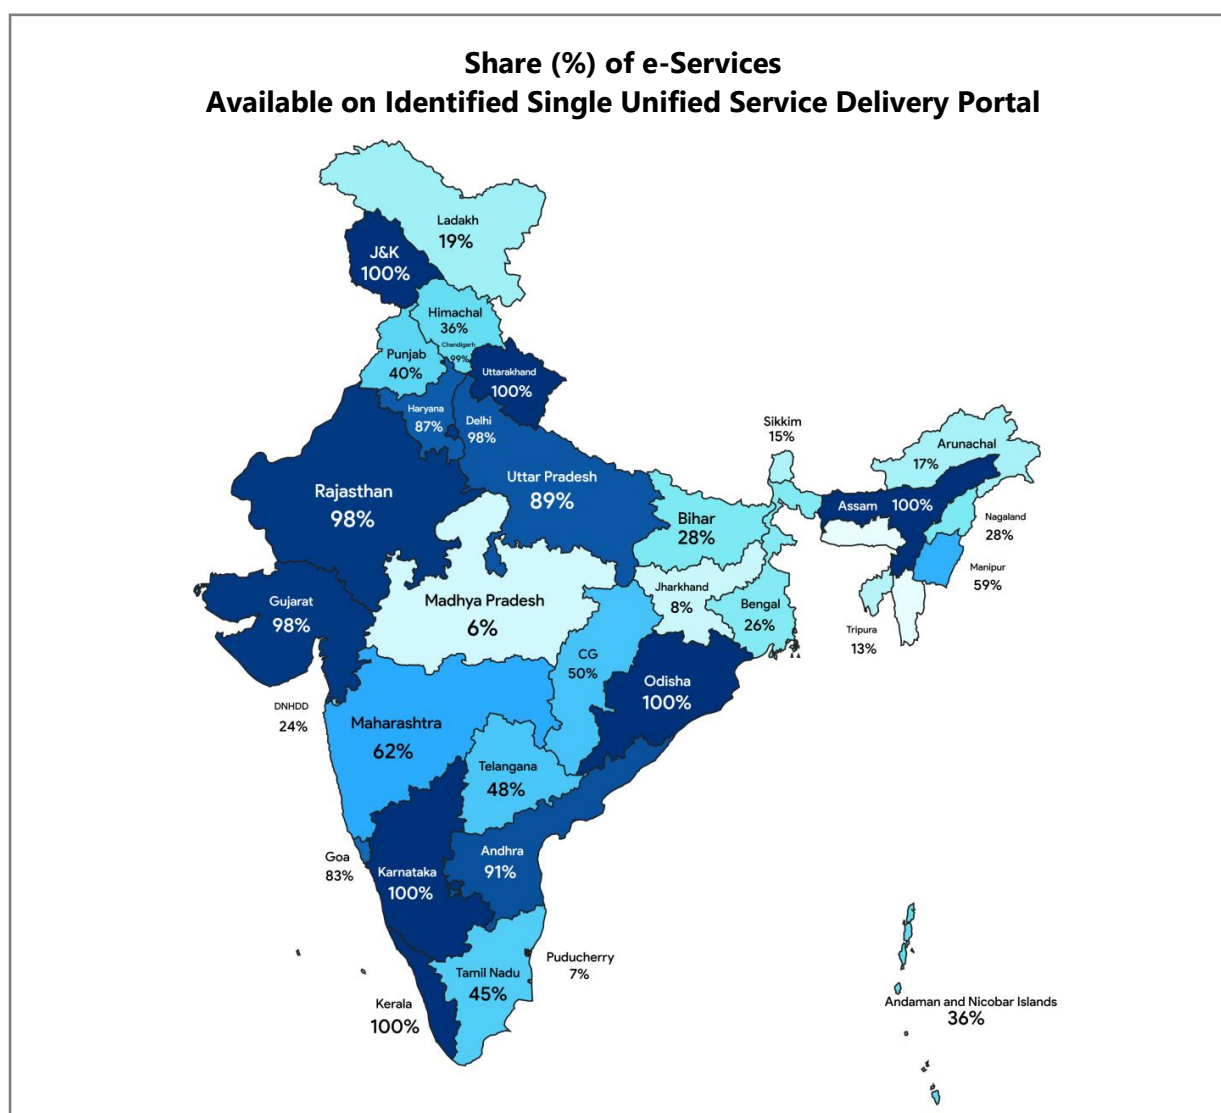 Share (%) of e-Services
Available on Identified Single Unified Service Delivery Portal
Ladakh
19%
J&K
100%
Himachal
36%
Chandigarh
99%
Punjab
40%
Uttarakhand
100%
Haryana
87%
Delhi
98%
Sikkim
15%
Arunachal
17%
Uttar Pradesh
89%
Rajasthan
98%
Assam 100%
Bihar
28%
Nagaland
28%
Manipur
59%
Jharkhand
8%
Madhya Pradesh
6%
Gujarat
98%
Bengal
26%
Tripura
13%
CG
50%
Odisha
100%
DNHDD
24%
Maharashtra
62%
Telangana
48%
Goa
83%
Andhra
91%
Karnataka
100%
Puducherry
7%
Tamil Nadu
45%
Kerala
100%
Andaman and Nicobar Islands
36%